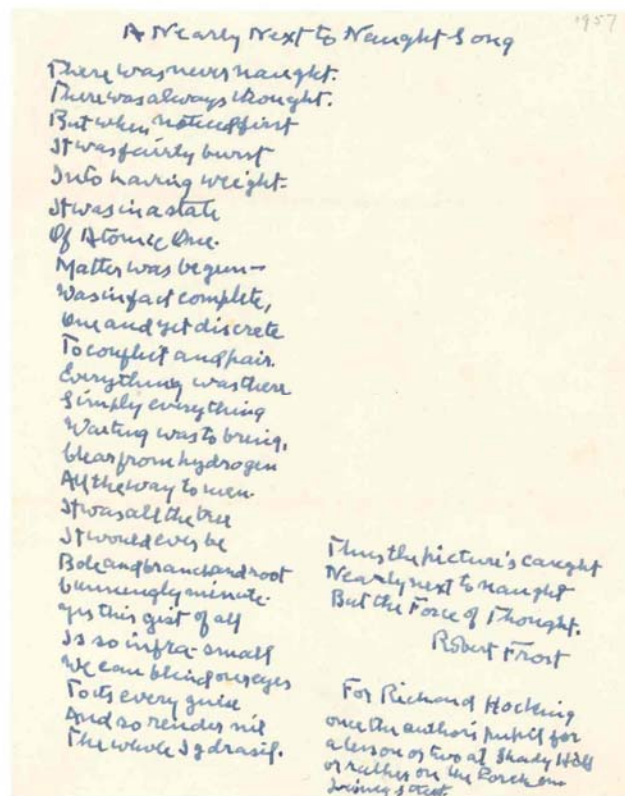 1957
A Nearly Next to Naught Song
There was never naught.
There was always thought.
But when noticed first
It was fairly burst
Into having weight.
It was in a state
Of Atomic One.
Matter was begun—
Was in fact complete,
One and yet discrete
To conflict and pair.
Everything was there
Simply everything
Waiting was to bring,
Clear from hydrogen
All the way to men.
It was all the tree
It would ever be
Bole and branch and root
Cunningly minute.
Yet this gist of all
Is so infra-small
We can blind our eyes
To its every guise
And so render nil
The whole Igdrasil.
Thus the picture's caught
Nearly next to naught
But the Force of Thought.
Robert Frost
For Richard Hocking
once the author's pupil for
a lesson or two at Shady Hill
or rather on the Porch on
Street